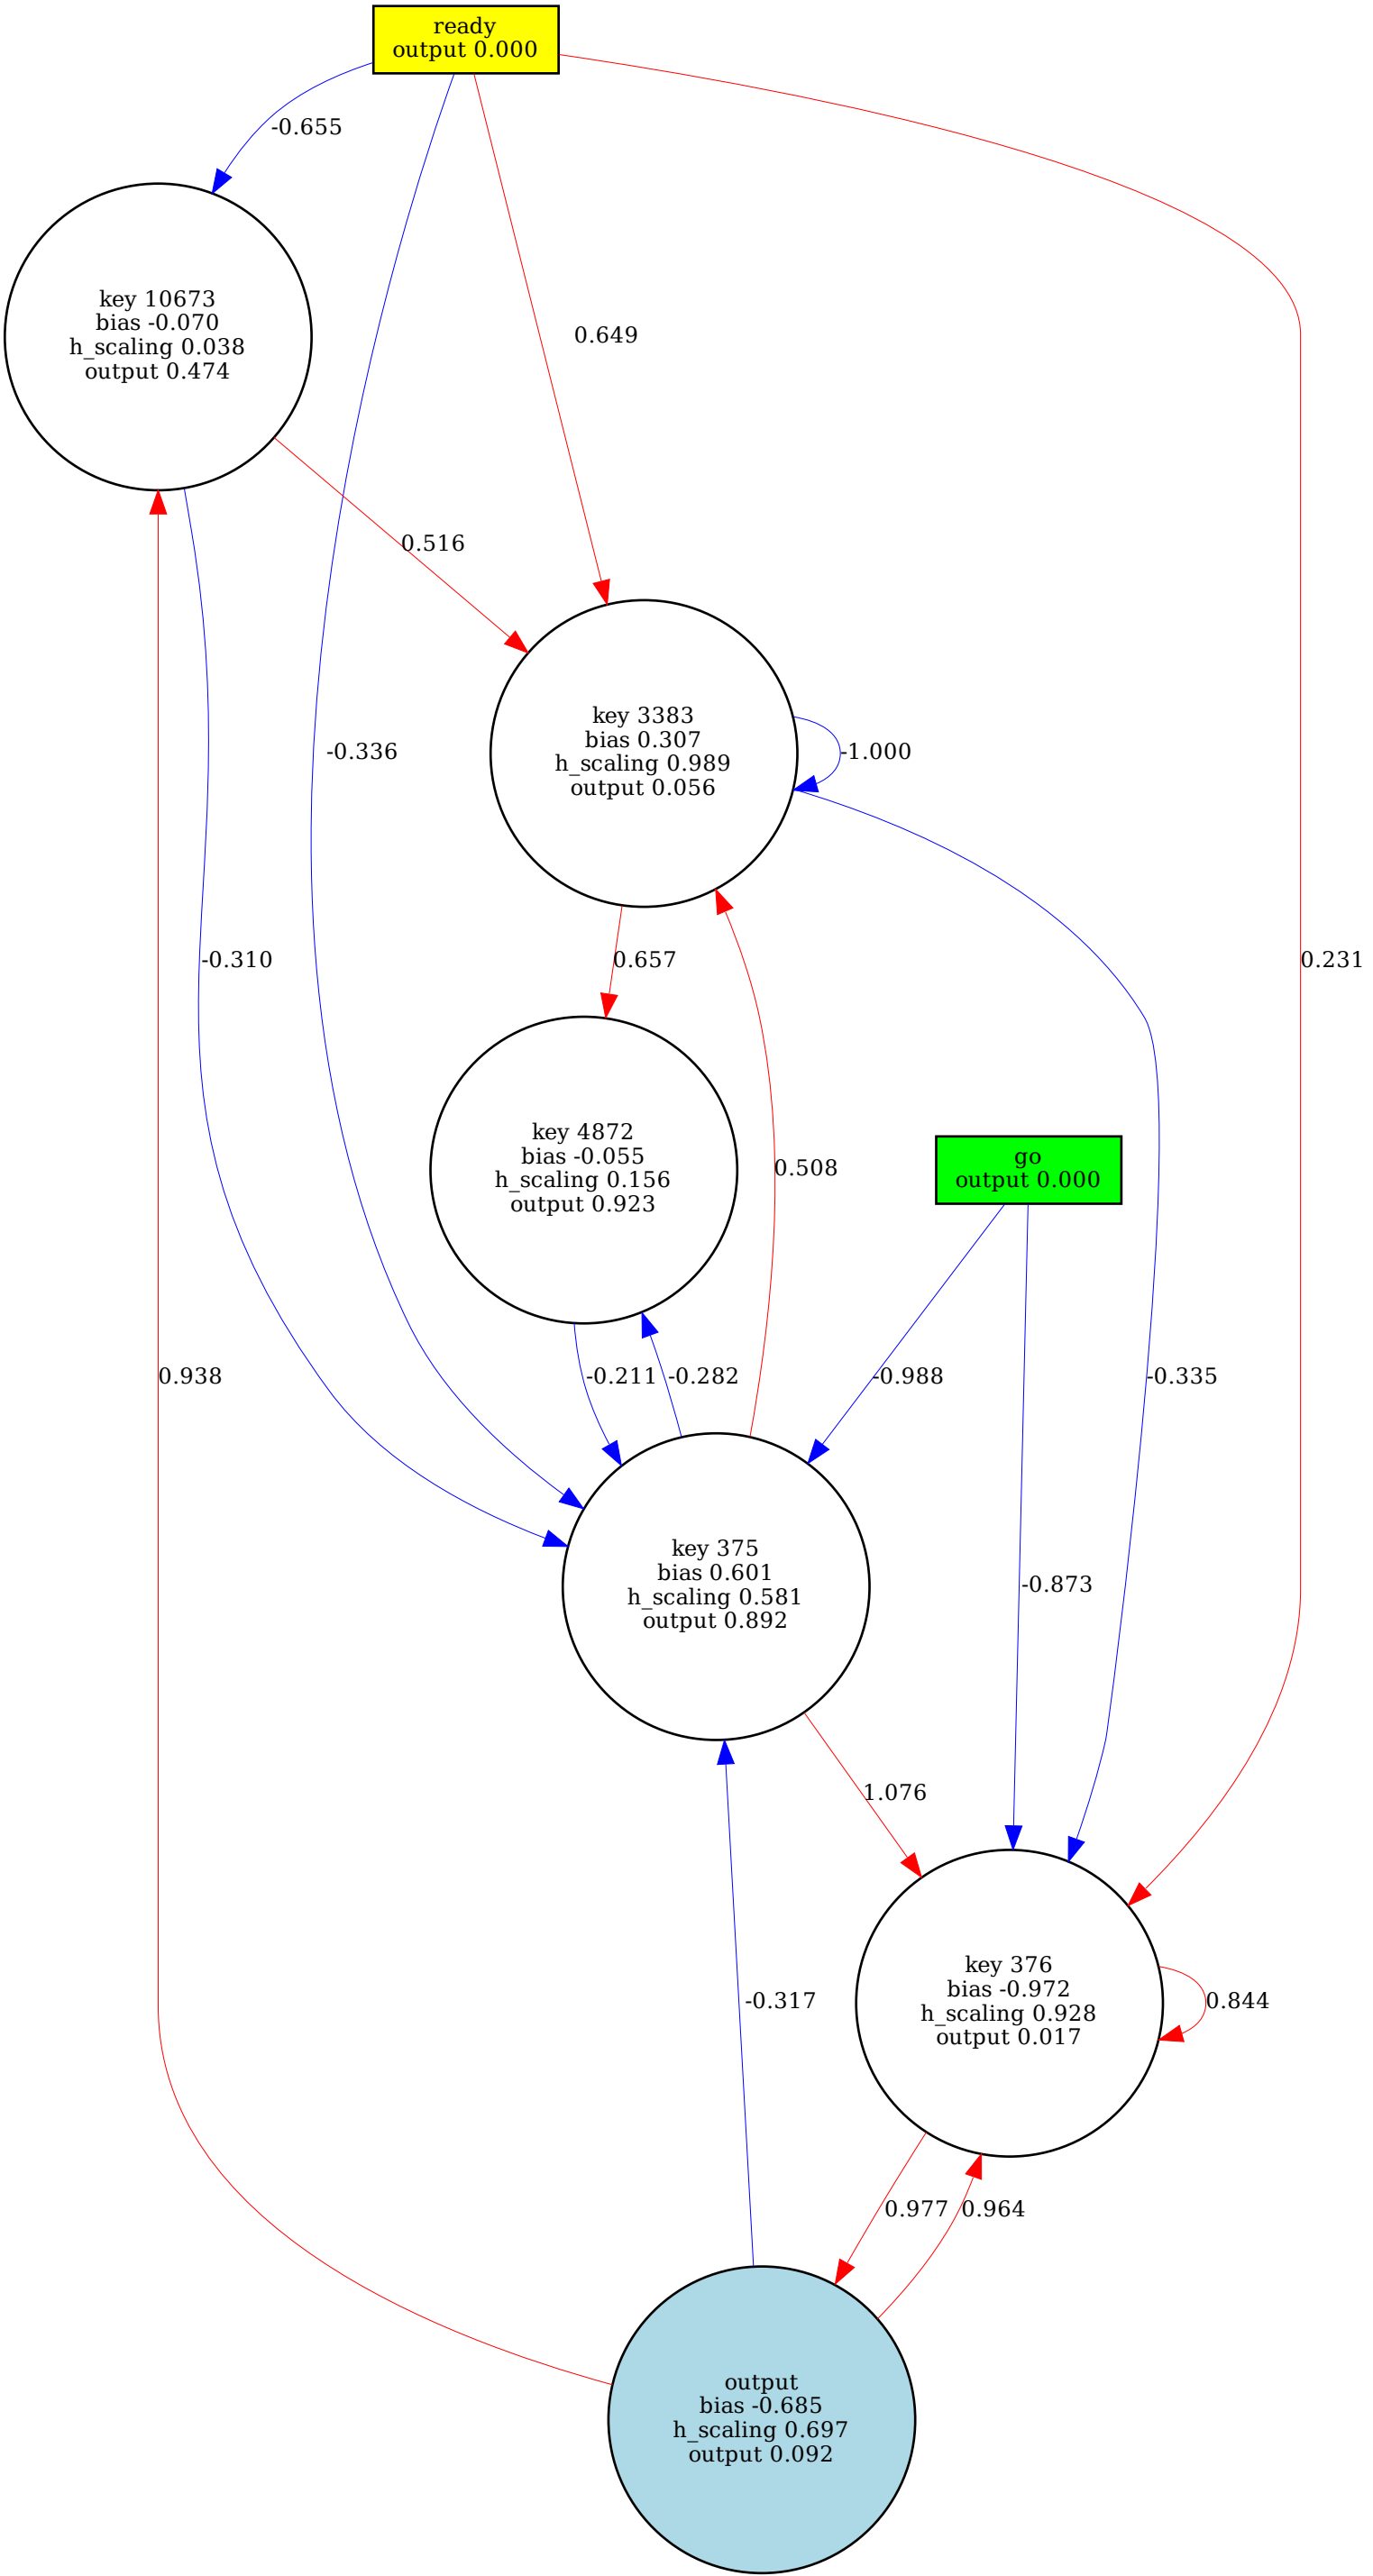 ready
output 0.000
-0.655
key 10673
bias -0.070
h_scaling 0.038
output 0.474
0.649
0.516
key 3383
bias 0.307
h_scaling 0.989
output 0.056
-0.336
-1.000
-0.310
0.657
0.231
key 4872
bias -0.055
h_scaling 0.156
output 0.923
0.508
go
output 0.000
0.938
-0.211
-0.282
-0.988
-0.335
key 375
bias 0.601
h_scaling 0.581
output 0.892
-0.873
1.076
key 376
bias -0.972
h_scaling 0.928
output 0.017
-0.317
0.844
0.977
0.964
output
bias -0.685
h_scaling 0.697
output 0.092